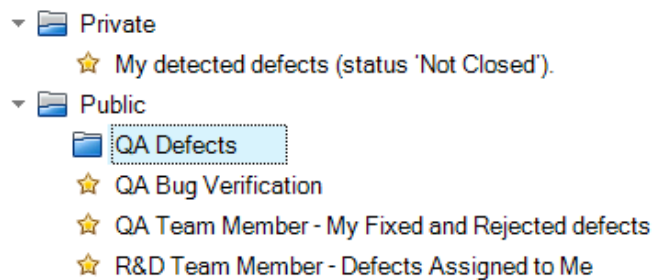 Private
My detected defects (status 'Not Closed').
Public
QA Defects
QA Bug Verification
QA Team Member - My Fixed and Rejected defects
R&D Team Member - Defects Assigned to Me